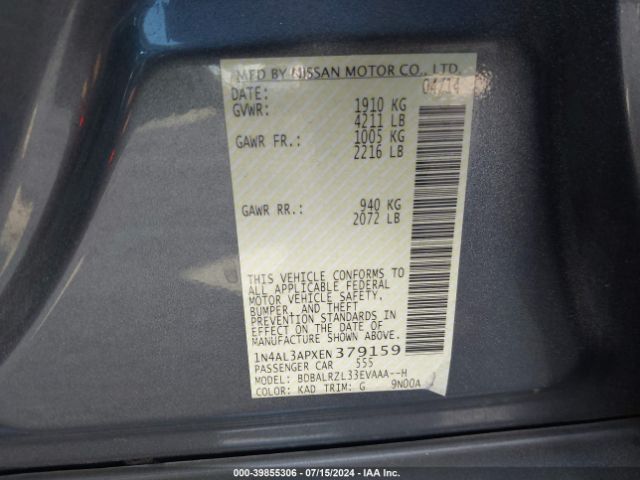 MFD BY NISSAN MOTOR CO., LTD.
DATE: 04/14
GVWR: 1910 KG
4211 LB
GAWR FR.: 1005 KG
2216 LB
GAWR RR.: 940 KG
2072 LB
THIS VEHICLE CONFORMS TO
ALL APPLICABLE FEDERAL
MOTOR VEHICLE SAFETY,
BUMPER, AND THEFT
PREVENTION STANDARDS IN
EFFECT ON THE DATE OF
MANUFACTURE SHOWN ABOVE.
1N4AL3APXEN379159
PASSENGER CAR 555
MODEL: BDBALRZL33EVAAA--H
COLOR: KAD TRIM: G 9N00A
000-39855306 / 07/15/2024 / IAA Inc.